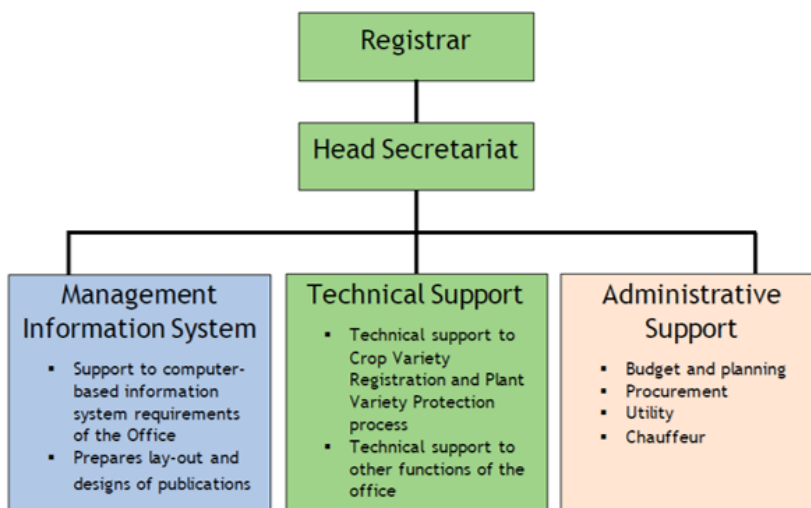 Registrar
Head Secretariat
Management
Information System
▪ Support to computer-
based information
system requirements
of the Office
▪ Prepares lay-out and
designs of publications
Technical Support
▪ Technical support to
Crop Variety
Registration and Plant
Variety Protection
process
▪ Technical support to
other functions of the
office
Administrative
Support
▪ Budget and planning
▪ Procurement
▪ Utility
▪ Chauffeur